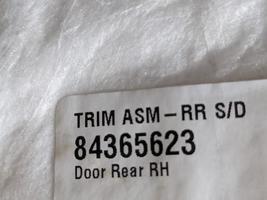 TRIM ASM-RR S/D
84365623
Door Rear RH